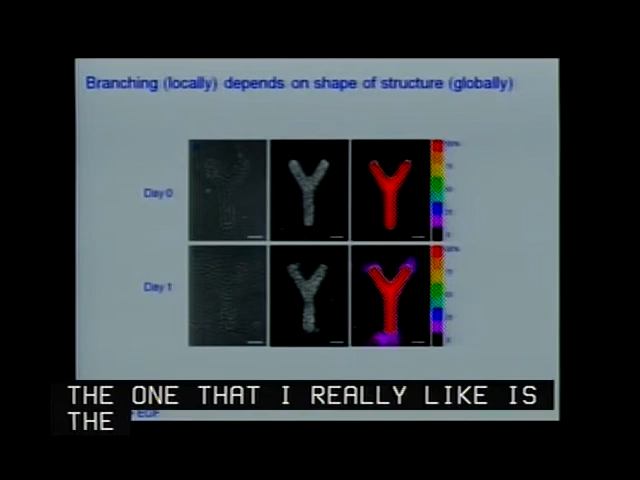 Branching (locally) depends on shape of structure (globally)
Day 0
Day 1
EGF
THE ONE THAT I REALLY LIKE IS
THE